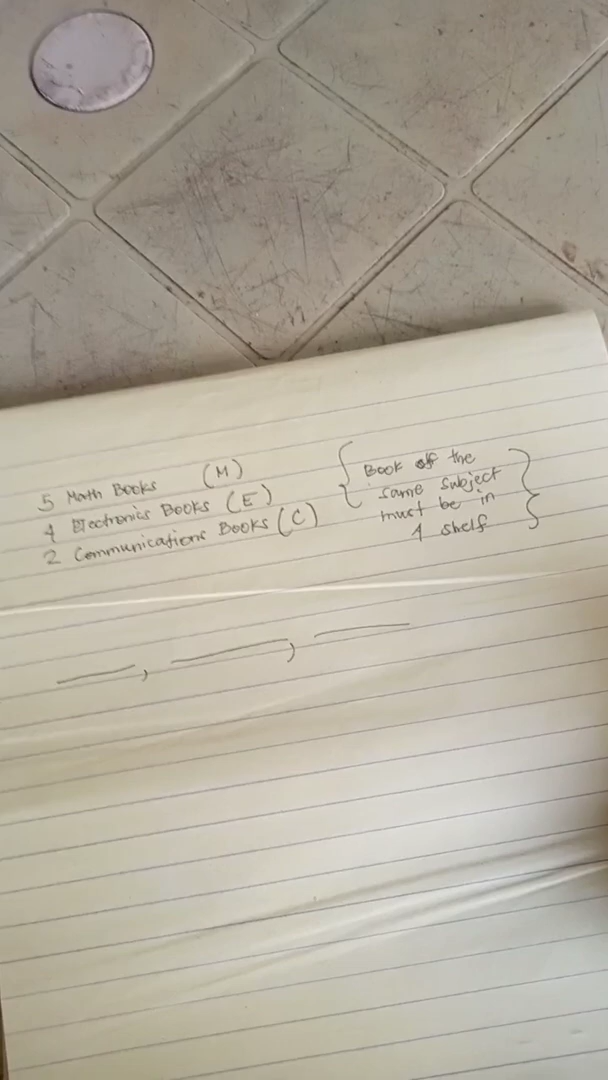 5 Math Books (M)
4 Electronics Books (E)
2 Communications Books (C)
Book of the
same subject
must be in
1 shelf